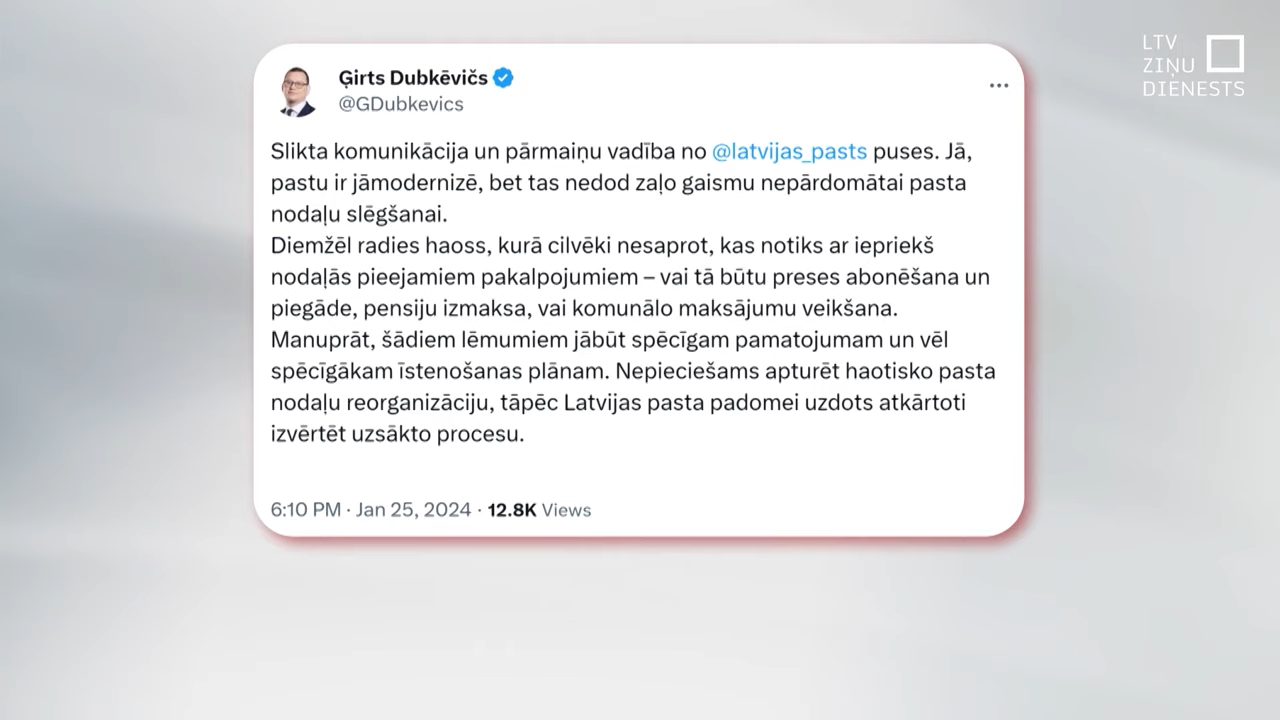 LTV
ZIŅU
DIENESTS
Ģirts Dubkēvičs
@GDubkevics
Slikta komunikācija un pārmaiņu vadība no @latvijas_pasts puses. Jā,
pastu ir jāmodernizē, bet tas nedod zaļo gaismu nepārdomātai pasta
nodaļu slēgšanai.
Diemžēl radies haoss, kurā cilvēki nesaprot, kas notiks ar iepriekš
nodaļās pieejamiem pakalpojumiem – vai tā būtu preses abonēšana un
piegāde, pensiju izmaksa, vai komunālo maksājumu veikšana.
Manuprāt, šādiem lēmumiem jābūt spēcīgam pamatojumam un vēl
spēcīgākam īstenošanas plānam. Nepieciešams apturēt haotisko pasta
nodaļu reorganizāciju, tāpēc Latvijas pasta padomei uzdots atkārtoti
izvērtēt uzsākto procesu.
6:10 PM · Jan 25, 2024 · 12.8K Views